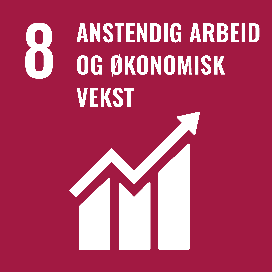 8 ANSTENDIG ARBEID
OG ØKONOMISK
VEKST